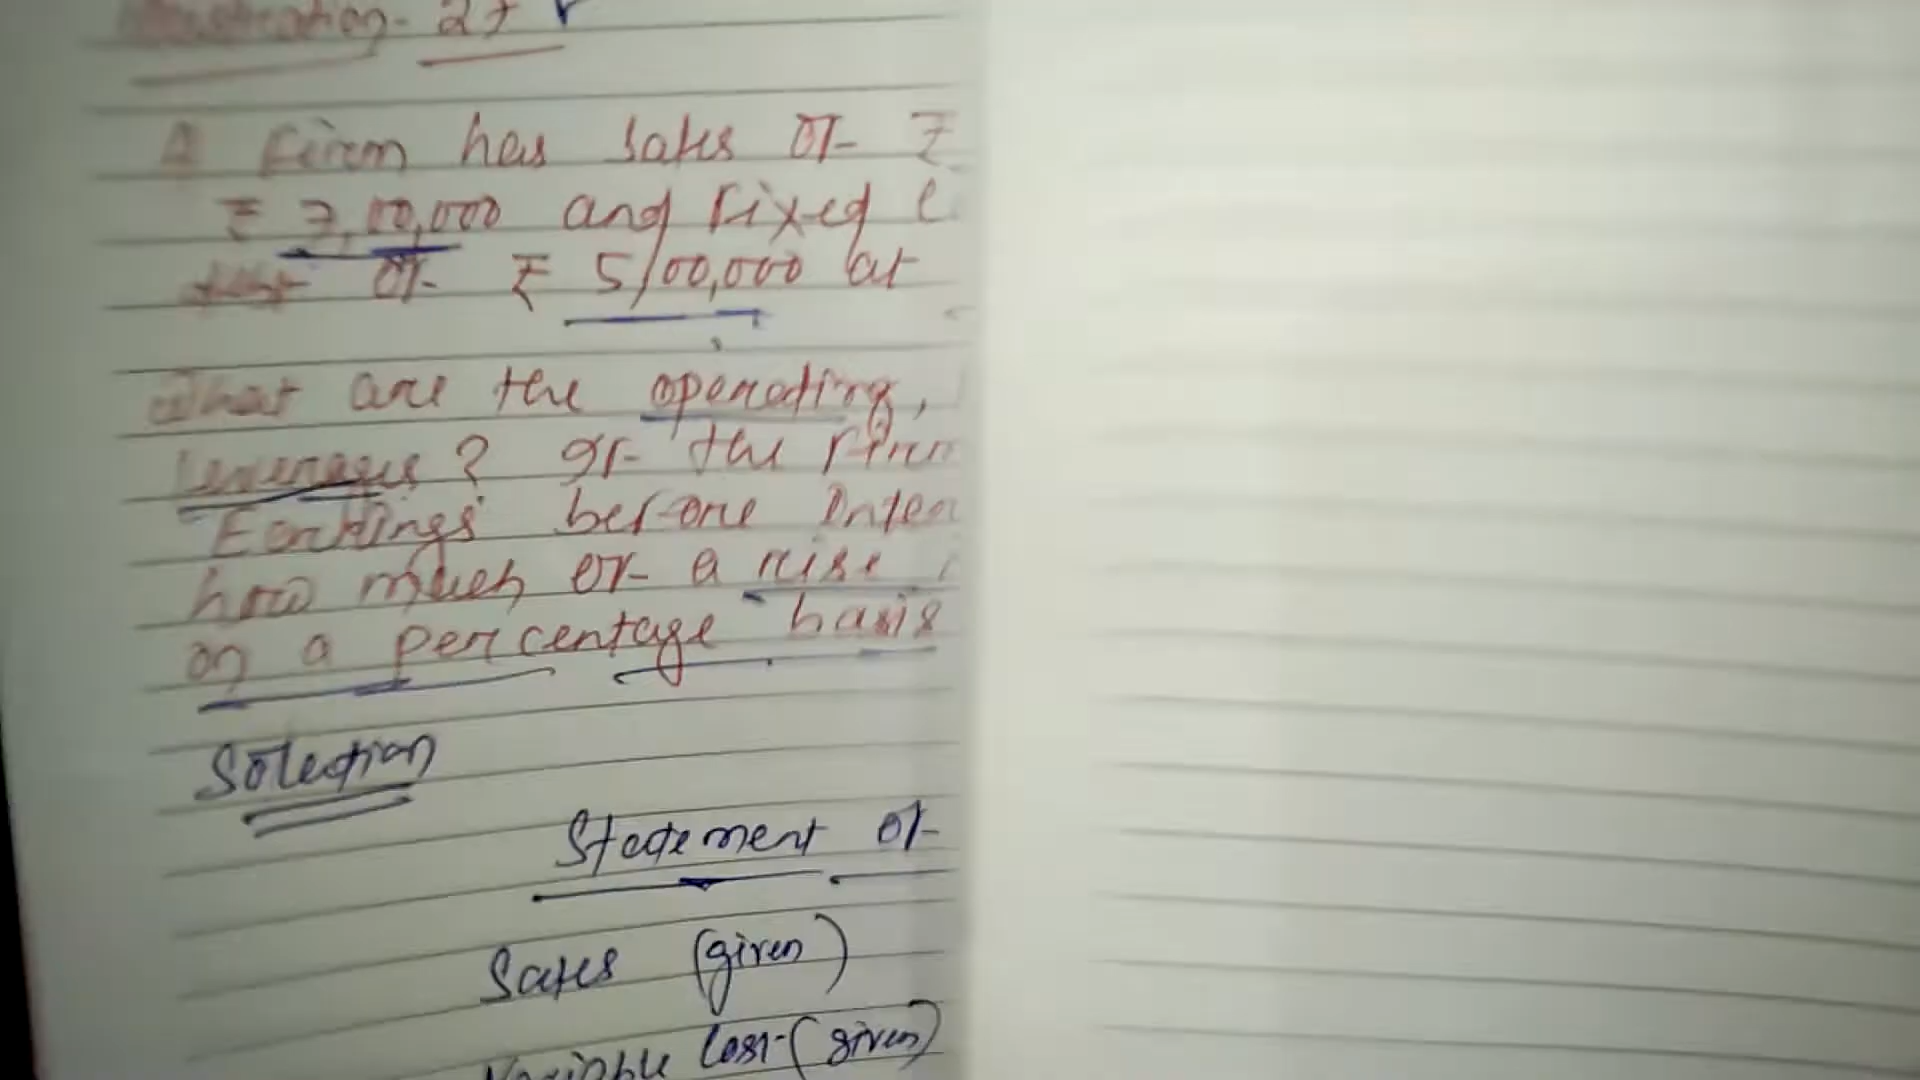 Illustration - 27
A Firm has Sales of ₹
₹ 7,00,000 and Fixed
of ₹ 5,00,000 at
What are the operating,
Leverages? If the Firm
Earnings before Inter
how much of a rise
on a percentage basis
Solution
Statement of
Sales (given)
Variable Cost (given)